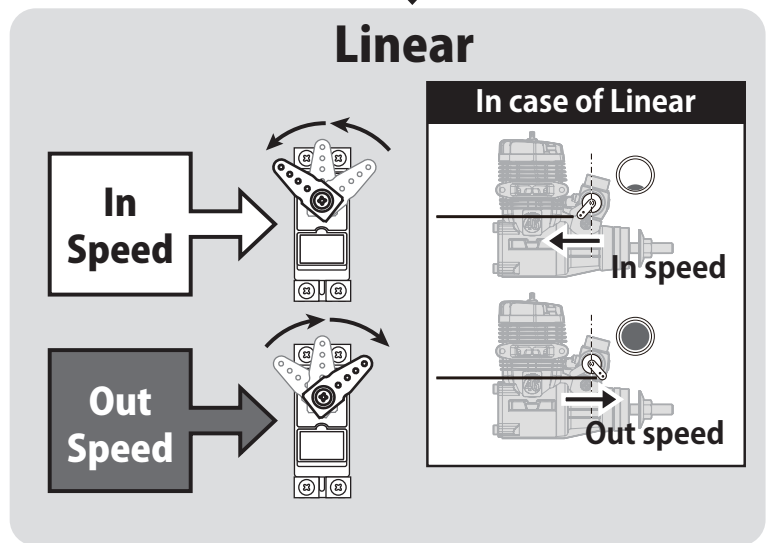 Linear
In
Speed
Out
Speed
In case of Linear
In speed
Out speed